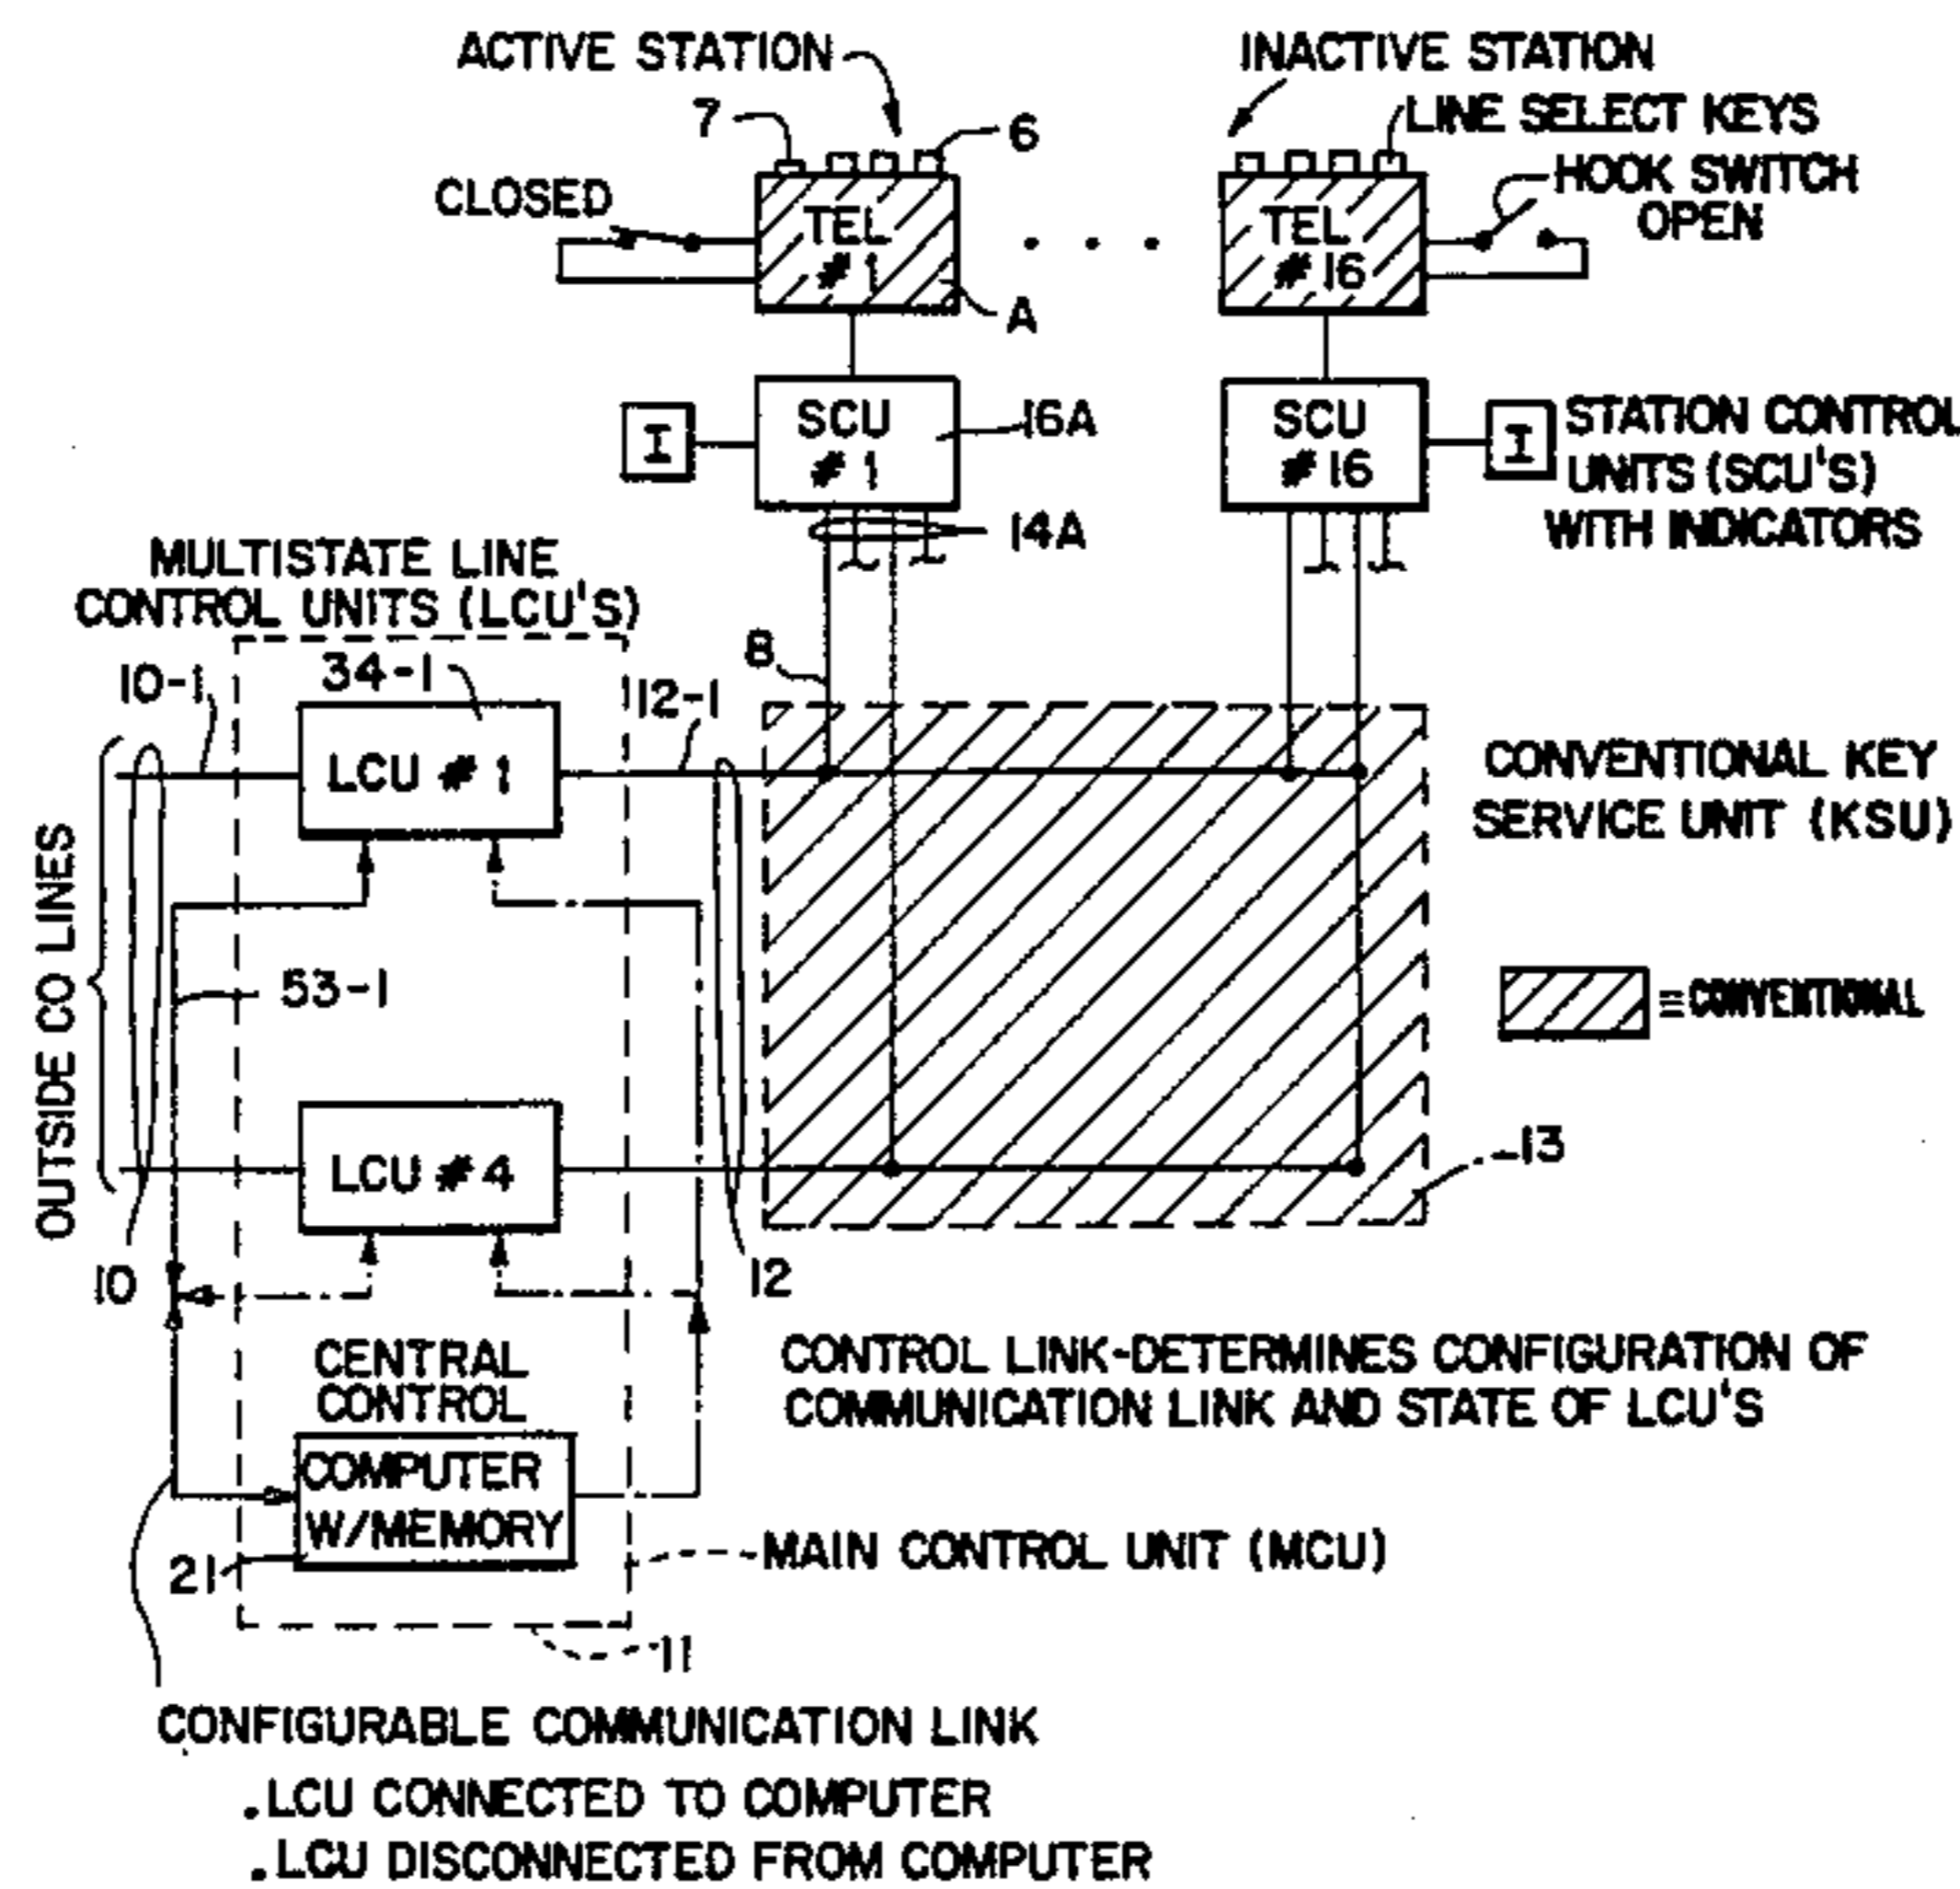 ACTIVE STATION
INACTIVE STATION
7
6
LINE SELECT KEYS
CLOSED
HOOK SWITCH
OPEN
TEL
#1
. . .
TEL
#16
A
SCU
#1
I
16A
SCU
#16
I
STATION CONTROL
UNITS (SCU'S)
WITH INDICATORS
14A
MULTISTATE LINE
CONTROL UNITS (LCU'S)
8
10-1
34-1
12-1
LCU #1
CONVENTIONAL KEY
SERVICE UNIT (KSU)
OUTSIDE CO LINES
53-1
≡CONVENTIONAL
LCU #4
13
10
12
CENTRAL
CONTROL
CONTROL LINK-DETERMINES CONFIGURATION OF
COMMUNICATION LINK AND STATE OF LCU'S
COMPUTER
W/MEMORY
21
MAIN CONTROL UNIT (MCU)
11
CONFIGURABLE COMMUNICATION LINK
.LCU CONNECTED TO COMPUTER
.LCU DISCONNECTED FROM COMPUTER